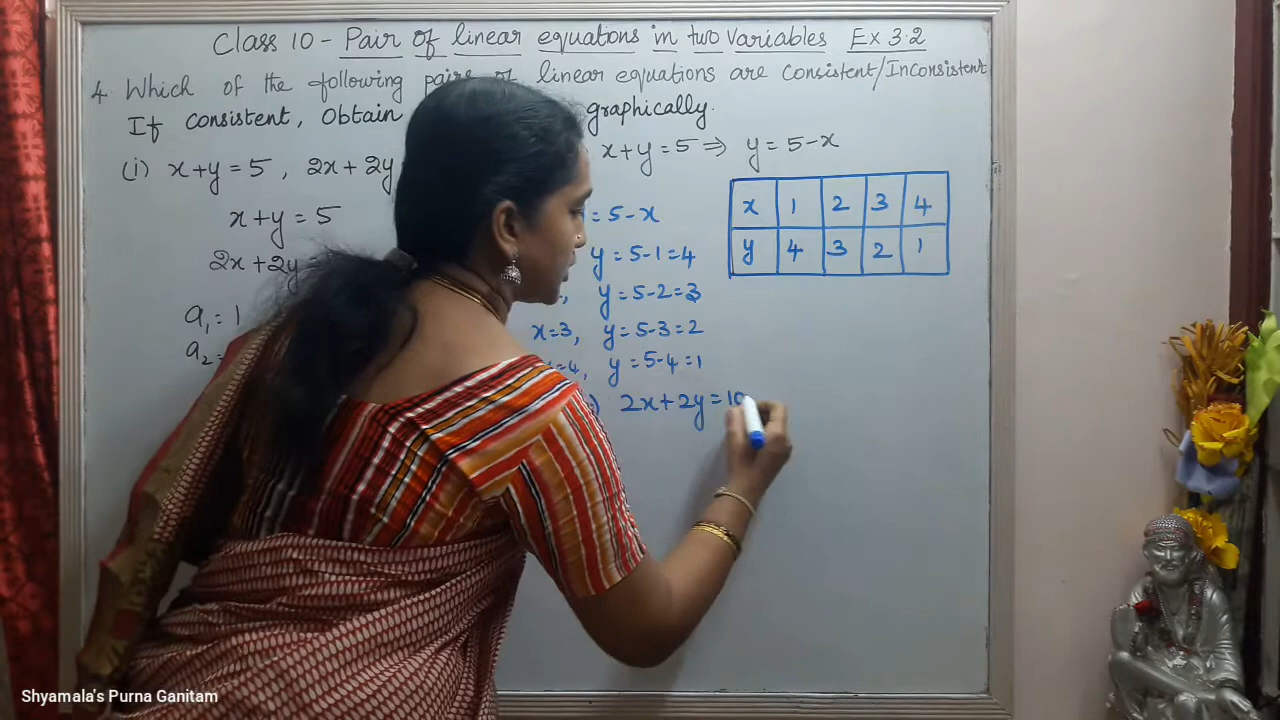 Class 10 - Pair of linear equations in two Variables Ex 3.2
4. Which of the following pairs of linear equations are Consistent/Inconsistent
If consistent, Obtain graphically.
(i) x+y=5, 2x+2y
x+y=5
2x+2y
a₁=1
a₂=
x+y=5 ⇒ y=5-x
=5-x
y=5-1=4
, y=5-2=3
x=3, y=5-3=2
=4, y=5-4=1
) 2x+2y=10
x 1 2 3 4
y 4 3 2 1
Shyamala's Purna Ganitam